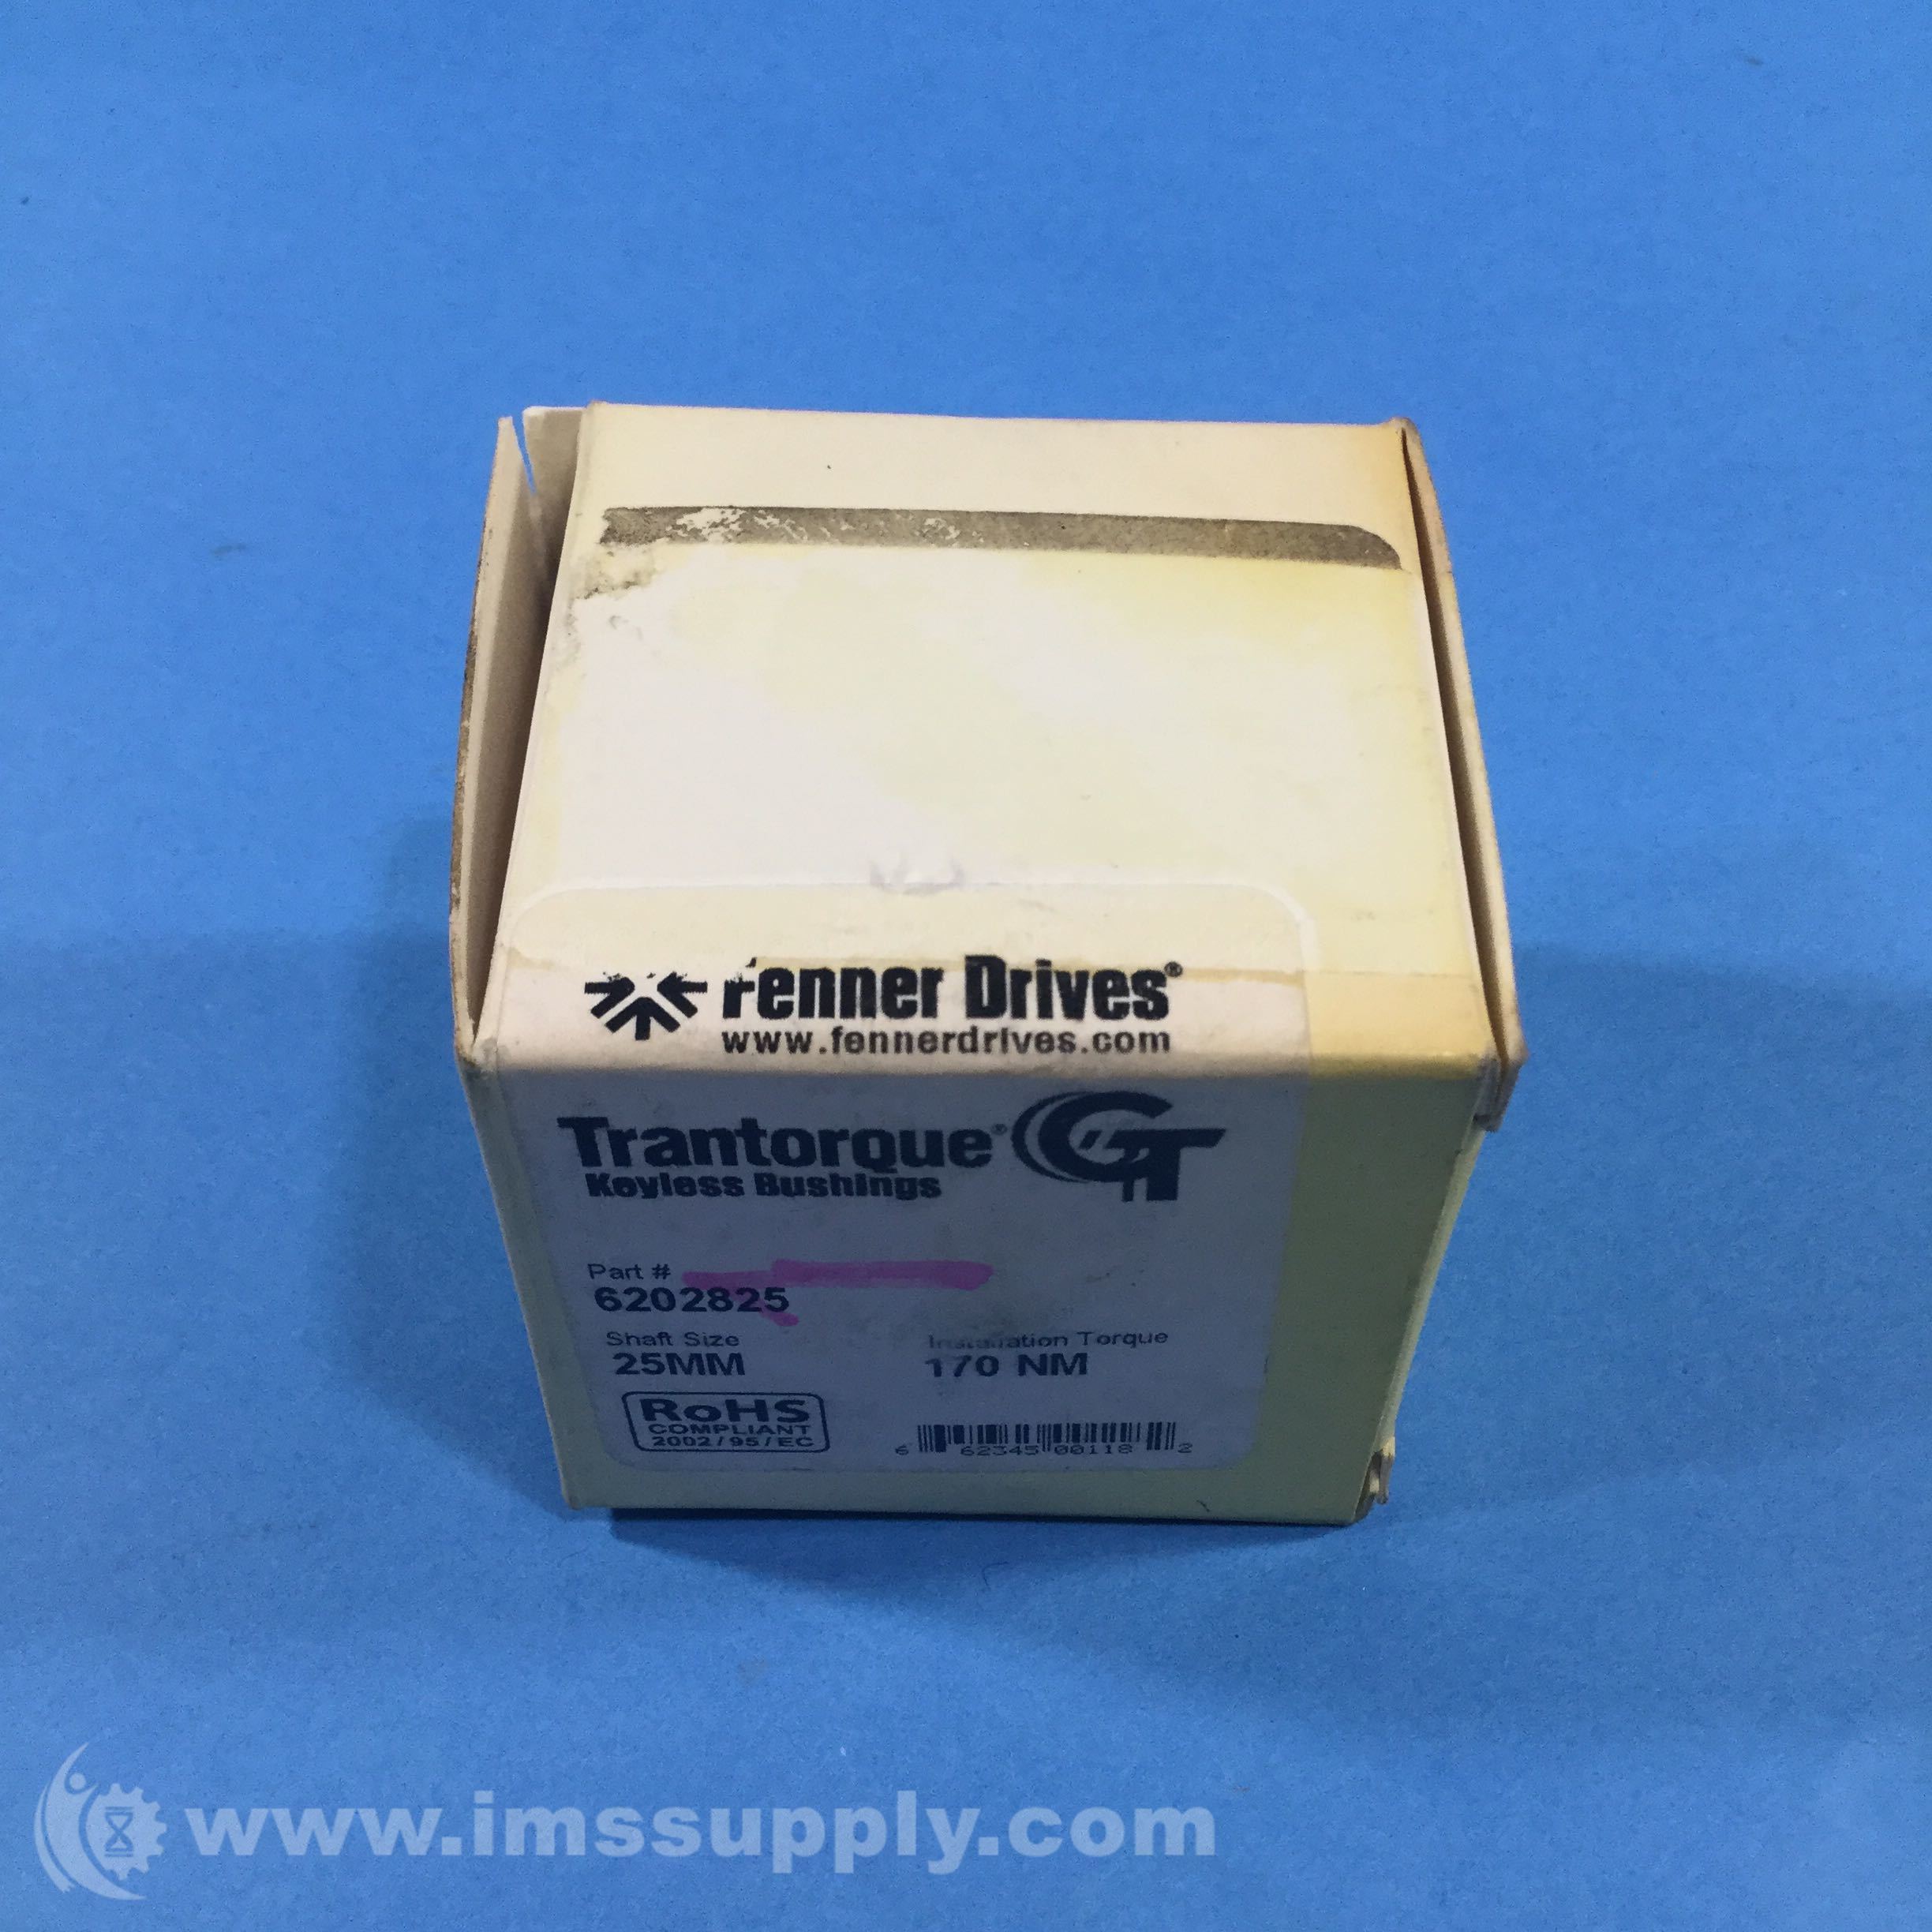 Fenner Drives®
www.fennerdrives.com
Trantorque® GT
Keyless Bushings
Part #
6202825
Shaft Size
25MM
Installation Torque
170 NM
RoHS
COMPLIANT
2002/95/EC
6 62345 00118 2
www.imssupply.com